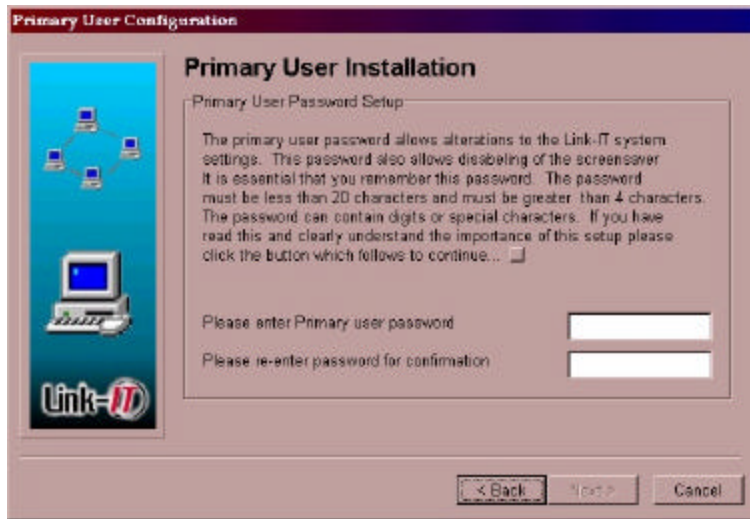 Primary User Configuration
Primary User Installation
Primary User Password Setup
The primary user password allows alterations to the Link-IT system
settings. This password also allows disabeling of the screensaver
It is essential that you remember this password. The password
must be less than 20 characters and must be greater than 4 characters.
The password can contain digits or special characters. If you have
read this and clearly understand the importance of this setup please
click the button which follows to continue...
Please enter Primary user password
Please re-enter password for confirmation
Link-IT
< Back
Next >
Cancel